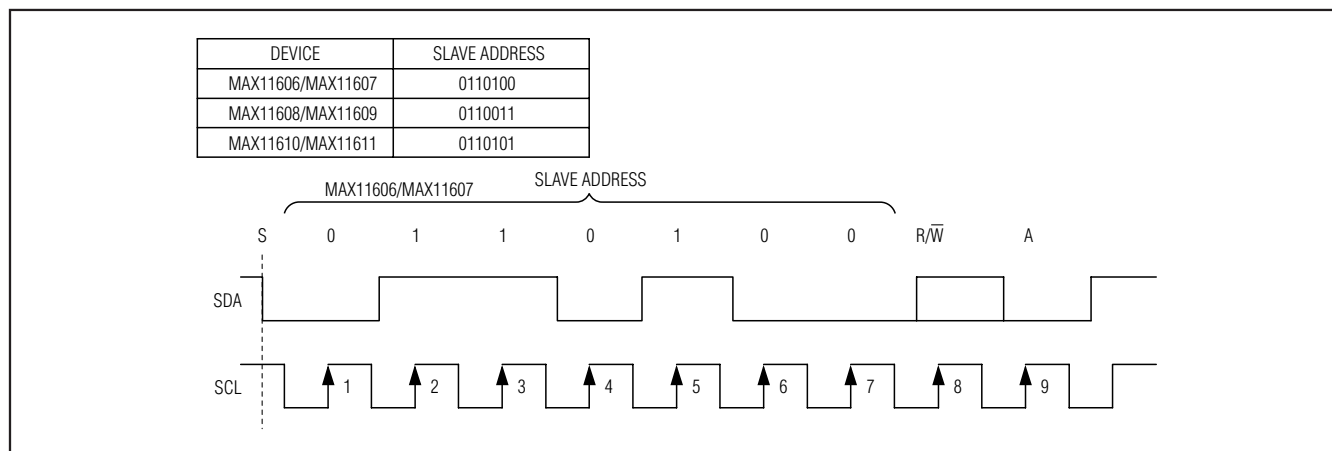 DEVICE SLAVE ADDRESS
MAX11606/MAX11607 0110100
MAX11608/MAX11609 0110011
MAX11610/MAX11611 0110101
MAX11606/MAX11607 SLAVE ADDRESS
S 0 1 1 0 1 0 0 R/W̅ A
SDA
SCL 1 2 3 4 5 6 7 8 9